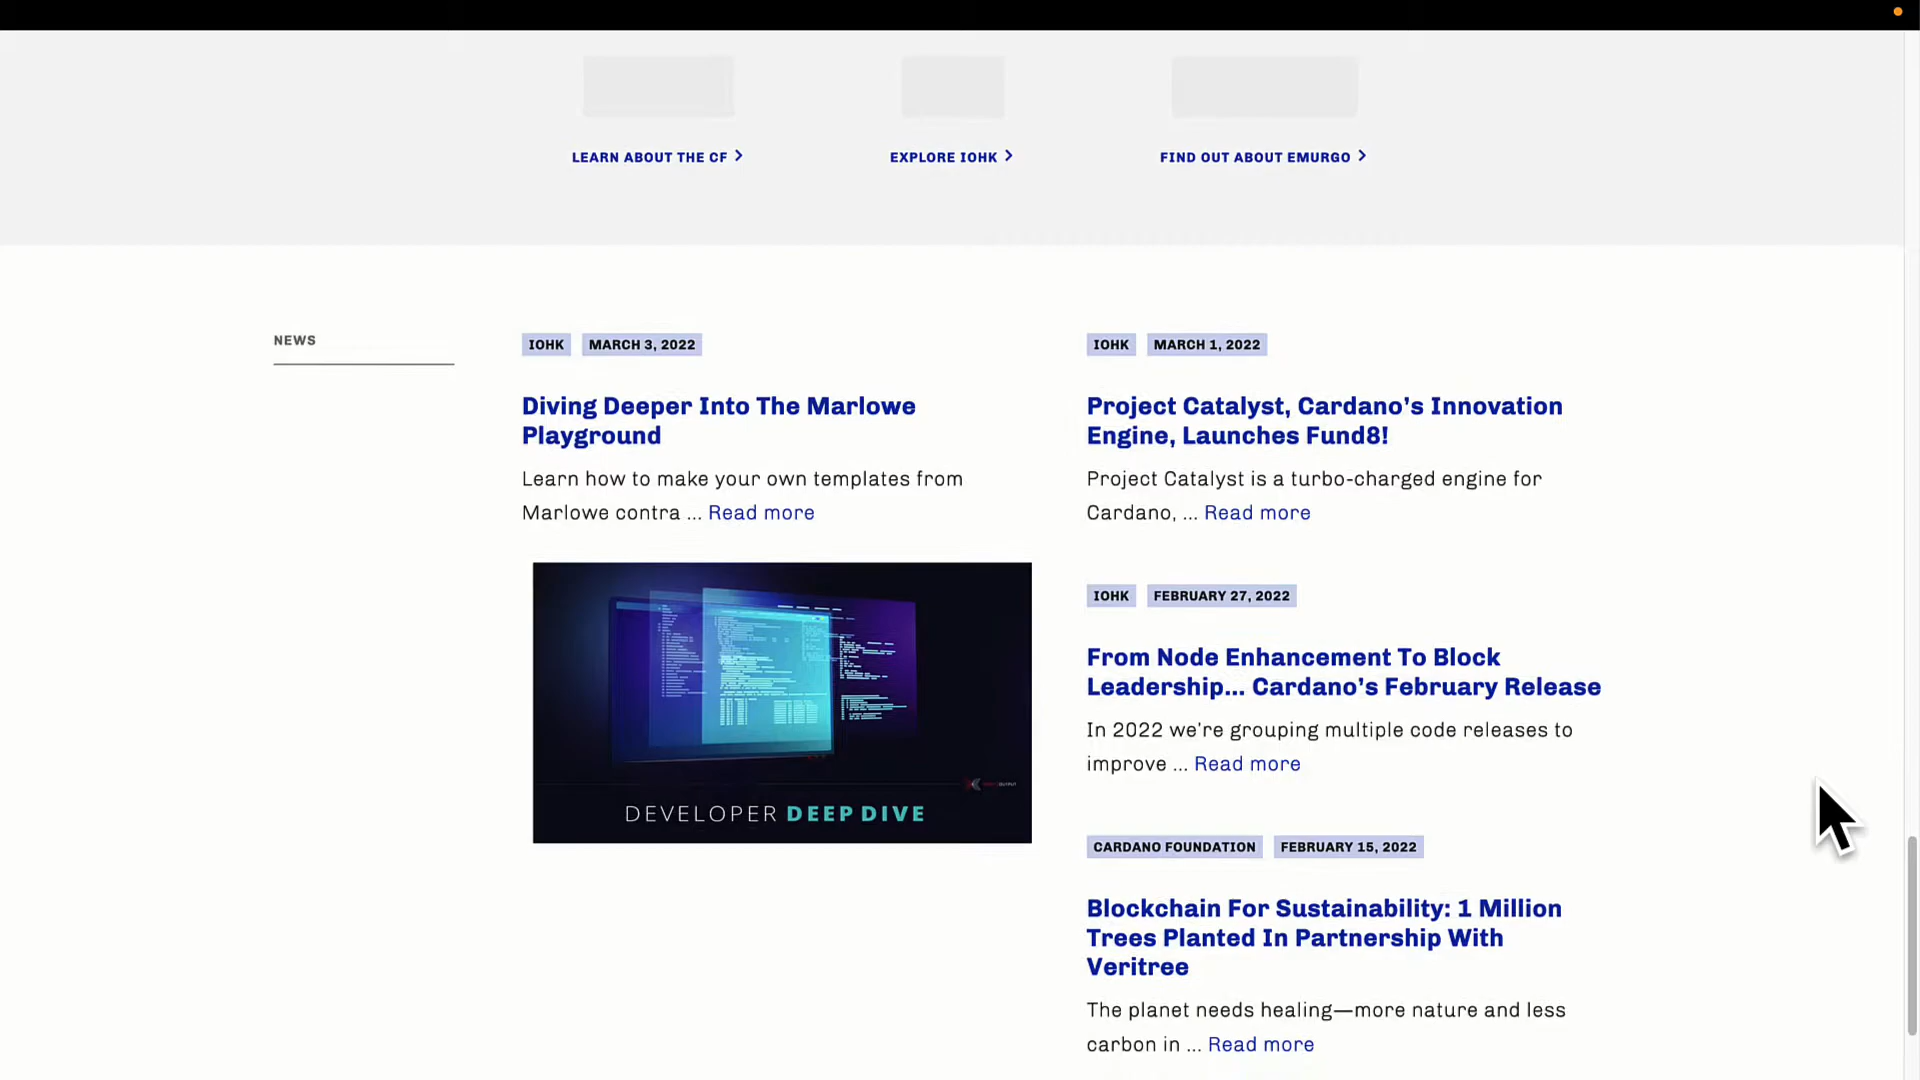 LEARN ABOUT THE CF
EXPLORE IOHK
FIND OUT ABOUT EMURGO
NEWS
IOHK MARCH 3, 2022
Diving Deeper Into The Marlowe
Playground
Learn how to make your own templates from
Marlowe contra ... Read more
DEVELOPER DEEP DIVE
IOHK MARCH 1, 2022
Project Catalyst, Cardano’s Innovation
Engine, Launches Fund8!
Project Catalyst is a turbo-charged engine for
Cardano, ... Read more
IOHK FEBRUARY 27, 2022
From Node Enhancement To Block
Leadership… Cardano’s February Release
In 2022 we’re grouping multiple code releases to
improve ... Read more
CARDANO FOUNDATION FEBRUARY 15, 2022
Blockchain For Sustainability: 1 Million
Trees Planted In Partnership With
Veritree
The planet needs healing—more nature and less
carbon in ... Read more